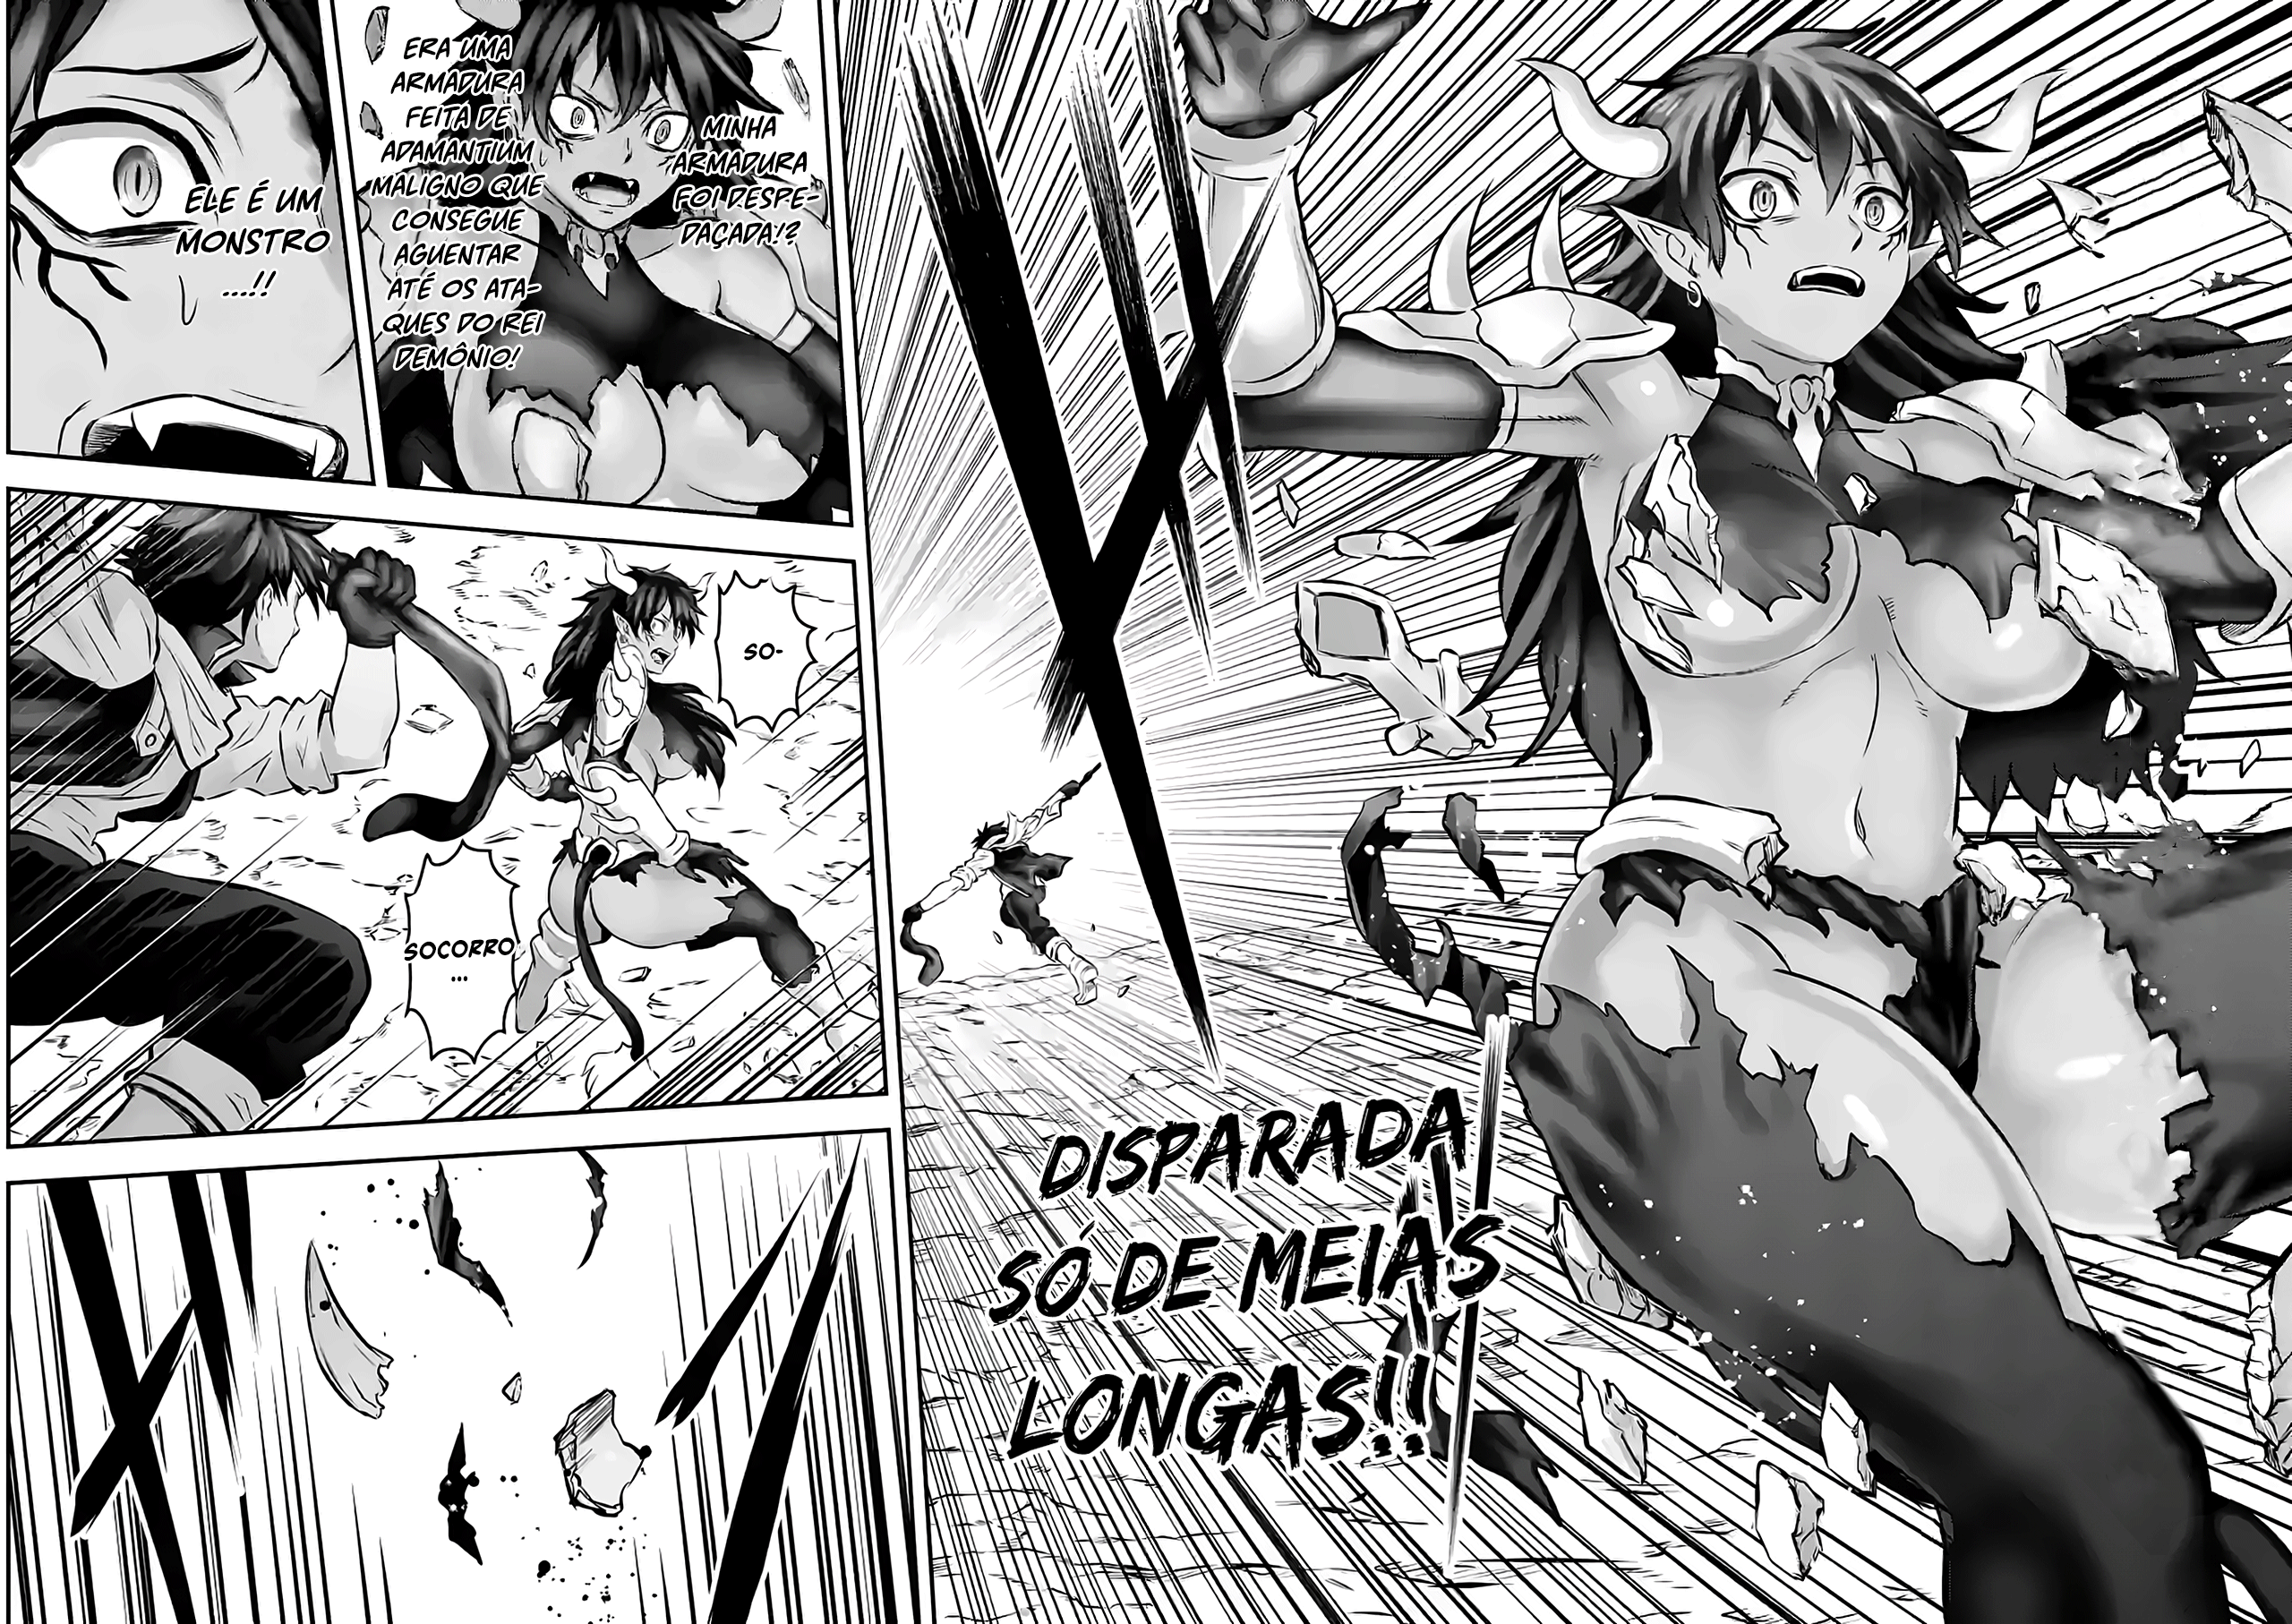 DISPARADA
SÓ DE MEIAS
LONGAS!!
MINHA
ARMADURA
FOI DESPE-
DAÇADA!?
ERA UMA
ARMADURA
FEITA DE
ADAMANTIUM
MALIGNO QUE
CONSEGUE
AGUENTAR
ATÉ OS ATA-
QUES DO REI
DEMÔNIO!
ELE É UM
MONSTRO
....!!
SO-
SOCORRO
...